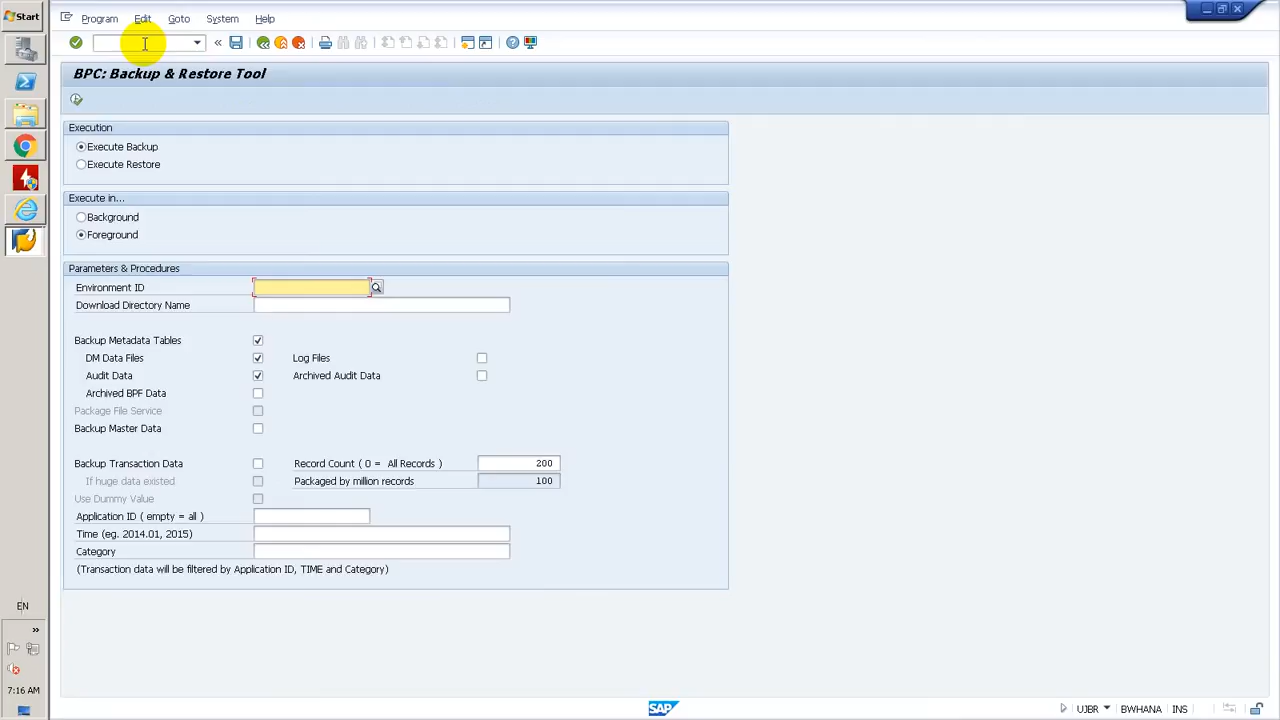 Start
Program Edit Goto System Help
BPC: Backup & Restore Tool
Execution
Execute Backup
Execute Restore
Execute in...
Background
Foreground
Parameters & Procedures
Environment ID
Download Directory Name
Backup Metadata Tables
DM Data Files Log Files
Audit Data Archived Audit Data
Archived BPF Data
Package File Service
Backup Master Data
Backup Transaction Data Record Count ( 0 = All Records ) 200
If huge data existed Packaged by million records 100
Use Dummy Value
Application ID ( empty = all )
Time (eg. 2014.01, 2015)
Category
(Transaction data will be filtered by Application ID, TIME and Category)
EN
7:16 AM
SAP
UJBR BWHANA INS